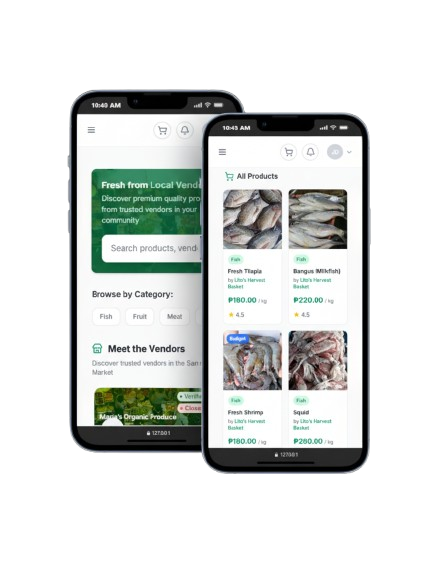 10:40 AM
Fresh from Local Vend
Discover premium quality pro
from trusted vendors in your
community
Search products, vend
Browse by Category:
Fish
Fruit
Meat
Meet the Vendors
Discover trusted vendors in the San
Market
Verifi
Close
Maria's Organic Produce
127.0.0.1
10:45 AM
JD
All Products
Fish
Fresh Tilapia
by Lito's Harvest
Basket
₱180.00 / kg
4.5
Fish
Bangus (Milkfish)
by Lito's Harvest
Basket
₱220.00 / kg
4.5
Budget
Fish
Fresh Shrimp
by Lito's Harvest
Basket
₱180.00 / kg
Fish
Squid
by Lito's Harvest
Basket
₱260.00 / kg
127.0.0.1